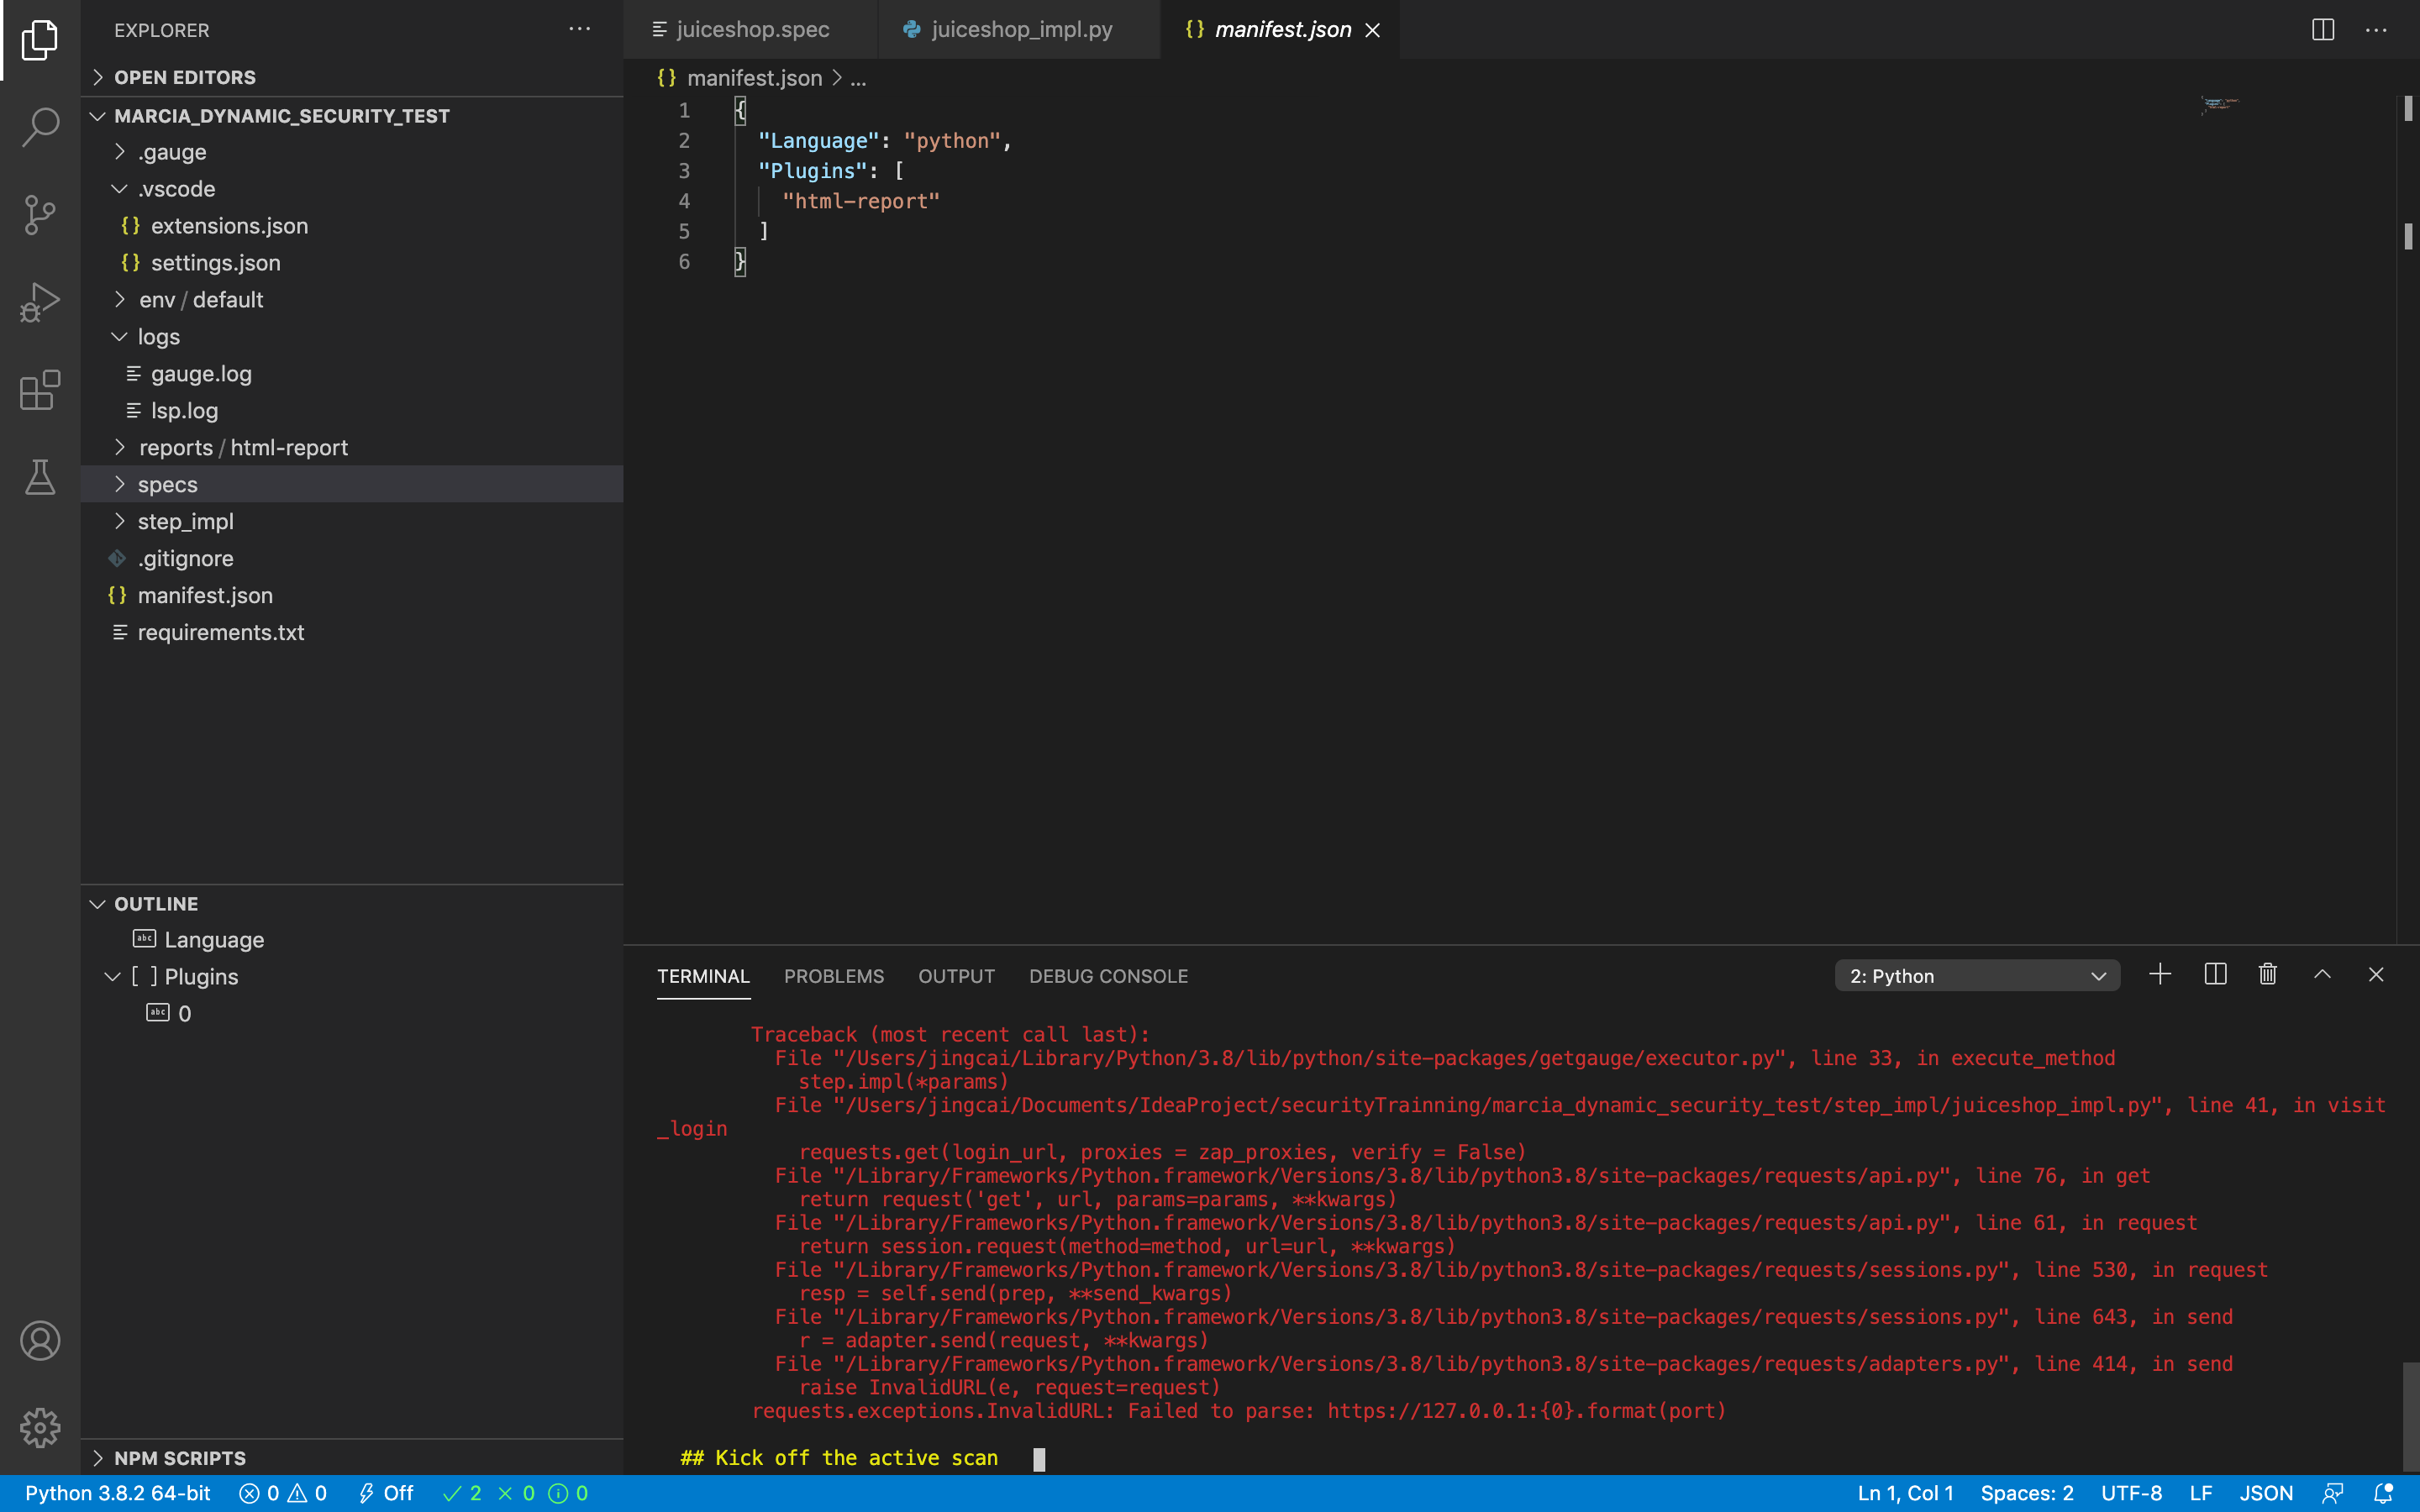 EXPLORER
OPEN EDITORS
MARCIA_DYNAMIC_SECURITY_TEST
.gauge
.vscode
{} extensions.json
{} settings.json
env / default
logs
gauge.log
lsp.log
reports / html-report
specs
step_impl
.gitignore
{} manifest.json
requirements.txt
OUTLINE
abc Language
[ ] Plugins
abc 0
NPM SCRIPTS
juiceshop.spec
juiceshop_impl.py
{} manifest.json
{} manifest.json > ...
1 {
2 "Language": "python",
3 "Plugins": [
4 "html-report"
5 ]
6 }
TERMINAL PROBLEMS OUTPUT DEBUG CONSOLE 2: Python
Traceback (most recent call last):
File "/Users/jingcai/Library/Python/3.8/lib/python/site-packages/getgauge/executor.py", line 33, in execute_method
step.impl(*params)
File "/Users/jingcai/Documents/IdeaProject/securityTrainning/marcia_dynamic_security_test/step_impl/juiceshop_impl.py", line 41, in visit
_login
requests.get(login_url, proxies = zap_proxies, verify = False)
File "/Library/Frameworks/Python.framework/Versions/3.8/lib/python3.8/site-packages/requests/api.py", line 76, in get
return request('get', url, params=params, **kwargs)
File "/Library/Frameworks/Python.framework/Versions/3.8/lib/python3.8/site-packages/requests/api.py", line 61, in request
return session.request(method=method, url=url, **kwargs)
File "/Library/Frameworks/Python.framework/Versions/3.8/lib/python3.8/site-packages/requests/sessions.py", line 530, in request
resp = self.send(prep, **send_kwargs)
File "/Library/Frameworks/Python.framework/Versions/3.8/lib/python3.8/site-packages/requests/sessions.py", line 643, in send
r = adapter.send(request, **kwargs)
File "/Library/Frameworks/Python.framework/Versions/3.8/lib/python3.8/site-packages/requests/adapters.py", line 414, in send
raise InvalidURL(e, request=request)
requests.exceptions.InvalidURL: Failed to parse: https://127.0.0.1:{0}.format(port)
## Kick off the active scan
Python 3.8.2 64-bit 0 0 Off 2 0 0 Ln 1, Col 1 Spaces: 2 UTF-8 LF JSON